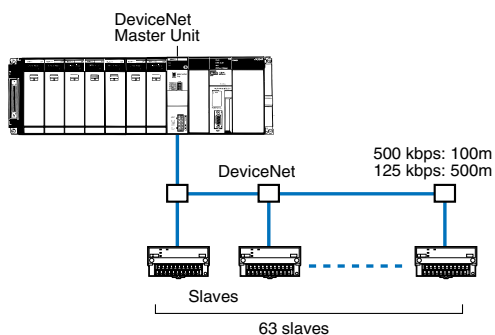 DeviceNet
Master Unit
500 kbps: 100m
125 kbps: 500m
DeviceNet
Slaves
63 slaves